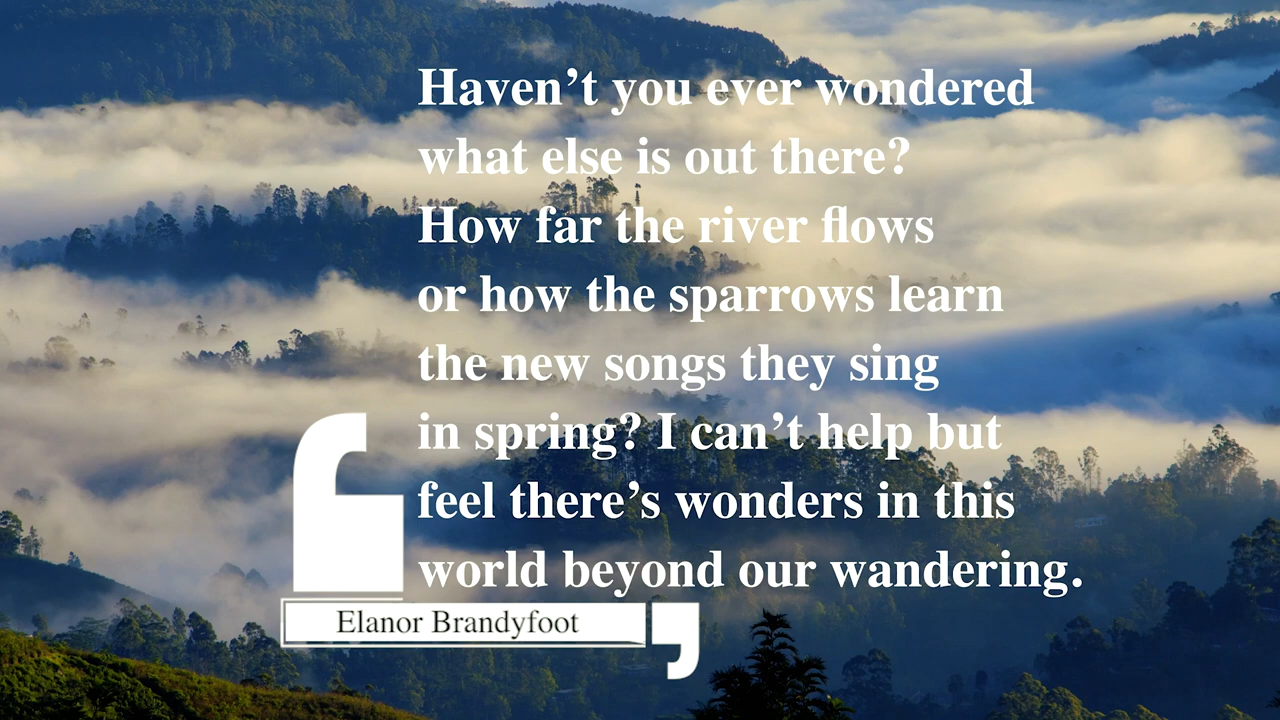 Haven’t you ever wondered
what else is out there?
How far the river flows
or how the sparrows learn
the new songs they sing
in spring? I can’t help but
feel there’s wonders in this
world beyond our wandering.
Elanor Brandyfoot